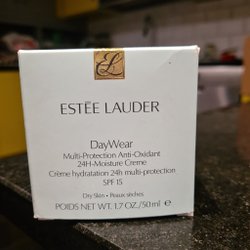 ESTĒE LAUDER
DayWear
Multi-Protection Anti-Oxidant
24H-Moisture Creme
Crème hydratation 24h multi-protection
SPF 15
Dry Skin • Peaux sèches
POIDS NET WT. 1.7 OZ./50 ml ℮